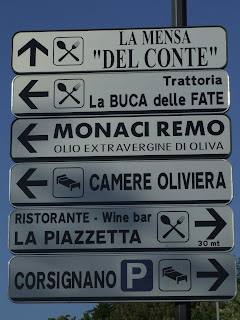 LA MENSA
"DEL CONTE"
Trattoria
La BUCA delle FATE
MONACI REMO
OLIO EXTRAVERGINE DI OLIVA
CAMERE OLIVIERA
RISTORANTE - Wine bar
LA PIAZZETTA
30 mt
CORSIGNANO P